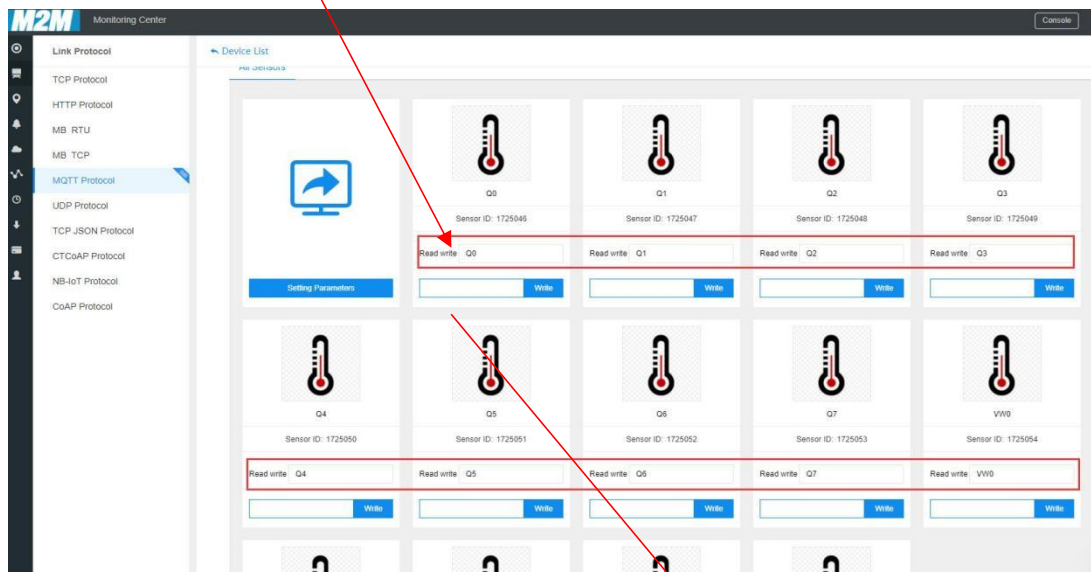 M2M Monitoring Center Console
Link Protocol
TCP Protocol
HTTP Protocol
MB RTU
MB TCP
MQTT Protocol
UDP Protocol
TCP JSON Protocol
CTCoAP Protocol
NB-IoT Protocol
CoAP Protocol
Device List
All Sensors
Setting Parameters
Q0
Sensor ID: 1725046
Read write Q0
Write
Q1
Sensor ID: 1725047
Read write Q1
Write
Q2
Sensor ID: 1725048
Read write Q2
Write
Q3
Sensor ID: 1725049
Read write Q3
Write
Q4
Sensor ID: 1725050
Read write Q4
Write
Q5
Sensor ID: 1725051
Read write Q5
Write
Q6
Sensor ID: 1725052
Read write Q6
Write
Q7
Sensor ID: 1725053
Read write Q7
Write
VW0
Sensor ID: 1725054
Read write VW0
Write